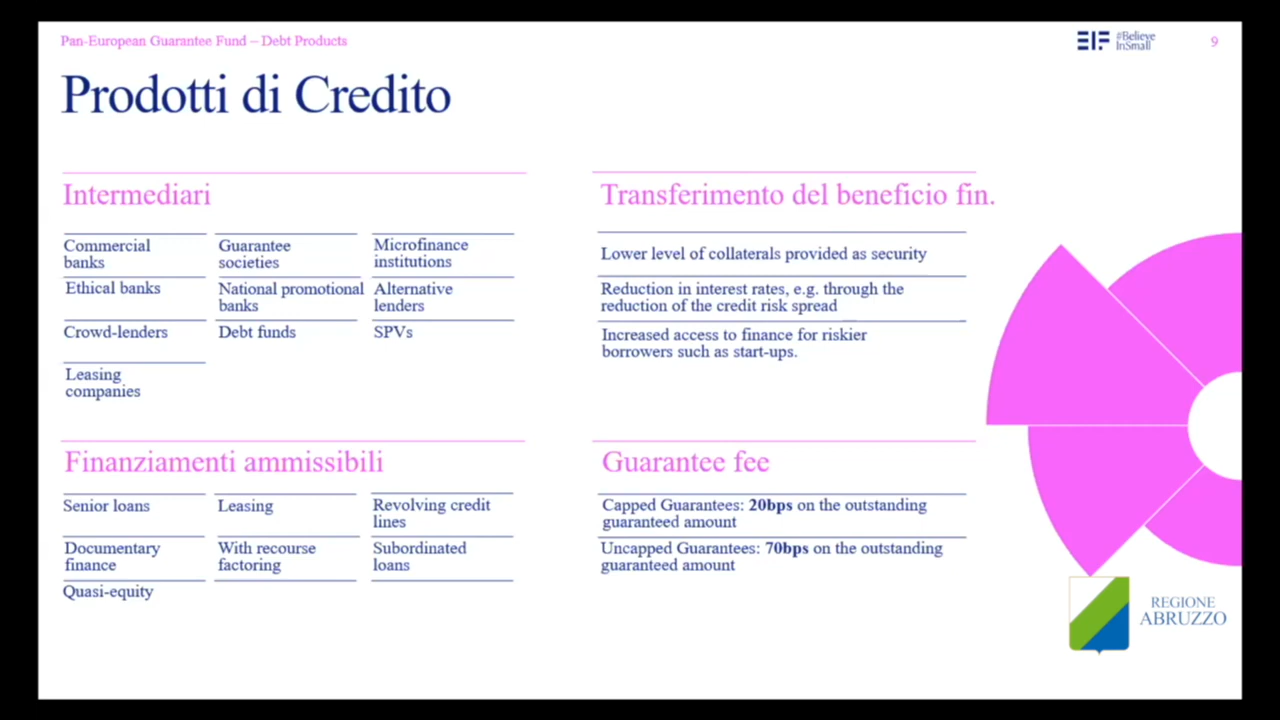 Pan-European Guarantee Fund – Debt Products
EIF #Believe
InSmall
9
Prodotti di Credito
Intermediari
Commercial
banks
Guarantee
societies
Microfinance
institutions
Ethical banks
National promotional
banks
Alternative
lenders
Crowd-lenders
Debt funds
SPVs
Leasing
companies
Transferimento del beneficio fin.
Lower level of collaterals provided as security
Reduction in interest rates, e.g. through the
reduction of the credit risk spread
Increased access to finance for riskier
borrowers such as start-ups.
Finanziamenti ammissibili
Senior loans
Leasing
Revolving credit
lines
Documentary
finance
With recourse
factoring
Subordinated
loans
Quasi-equity
Guarantee fee
Capped Guarantees: 20bps on the outstanding
guaranteed amount
Uncapped Guarantees: 70bps on the outstanding
guaranteed amount
REGIONE
ABRUZZO